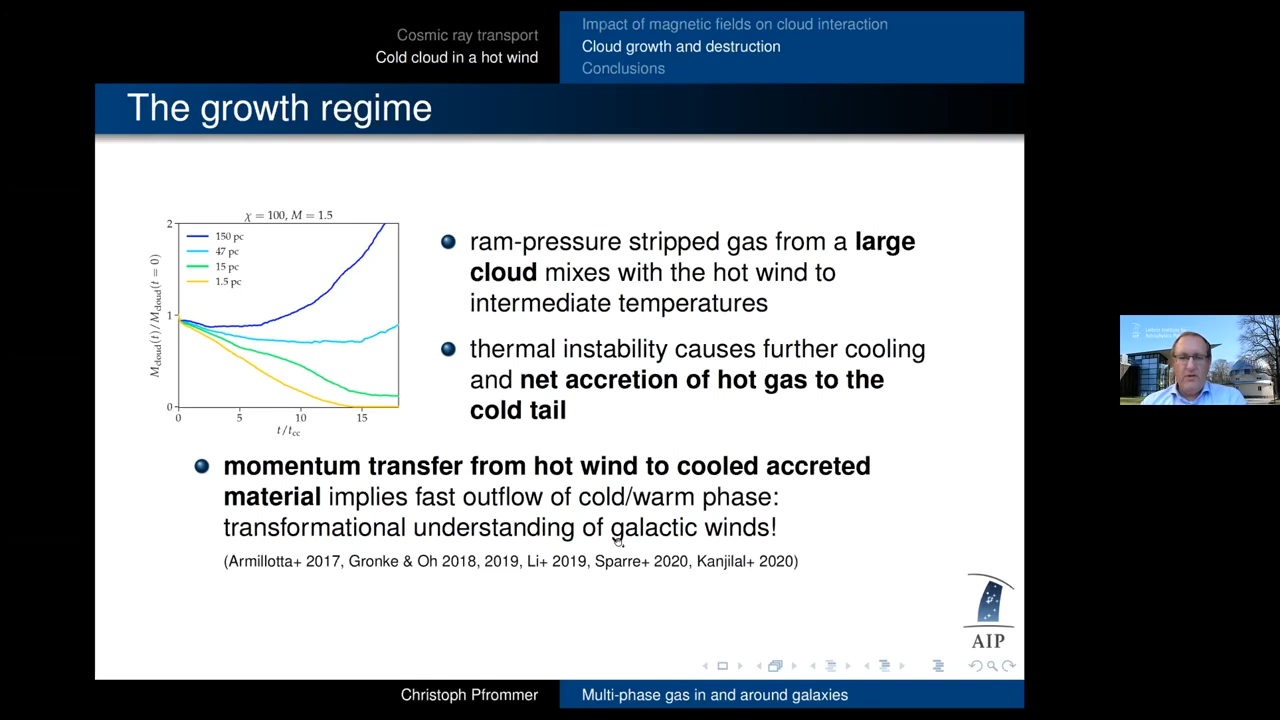 Cosmic ray transport
Cold cloud in a hot wind
Impact of magnetic fields on cloud interaction
Cloud growth and destruction
Conclusions
The growth regime
χ = 100, M = 1.5
2
1
0
150 pc
47 pc
15 pc
1.5 pc
M_cloud(t)/M_cloud(t = 0)
0 5 10 15
t/t_cc
ram-pressure stripped gas from a large
cloud mixes with the hot wind to
intermediate temperatures
thermal instability causes further cooling
and net accretion of hot gas to the
cold tail
momentum transfer from hot wind to cooled accreted
material implies fast outflow of cold/warm phase:
transformational understanding of galactic winds!
(Armillotta+ 2017, Gronke & Oh 2018, 2019, Li+ 2019, Sparre+ 2020, Kanjilal+ 2020)
AIP
Christoph Pfrommer
Multi-phase gas in and around galaxies